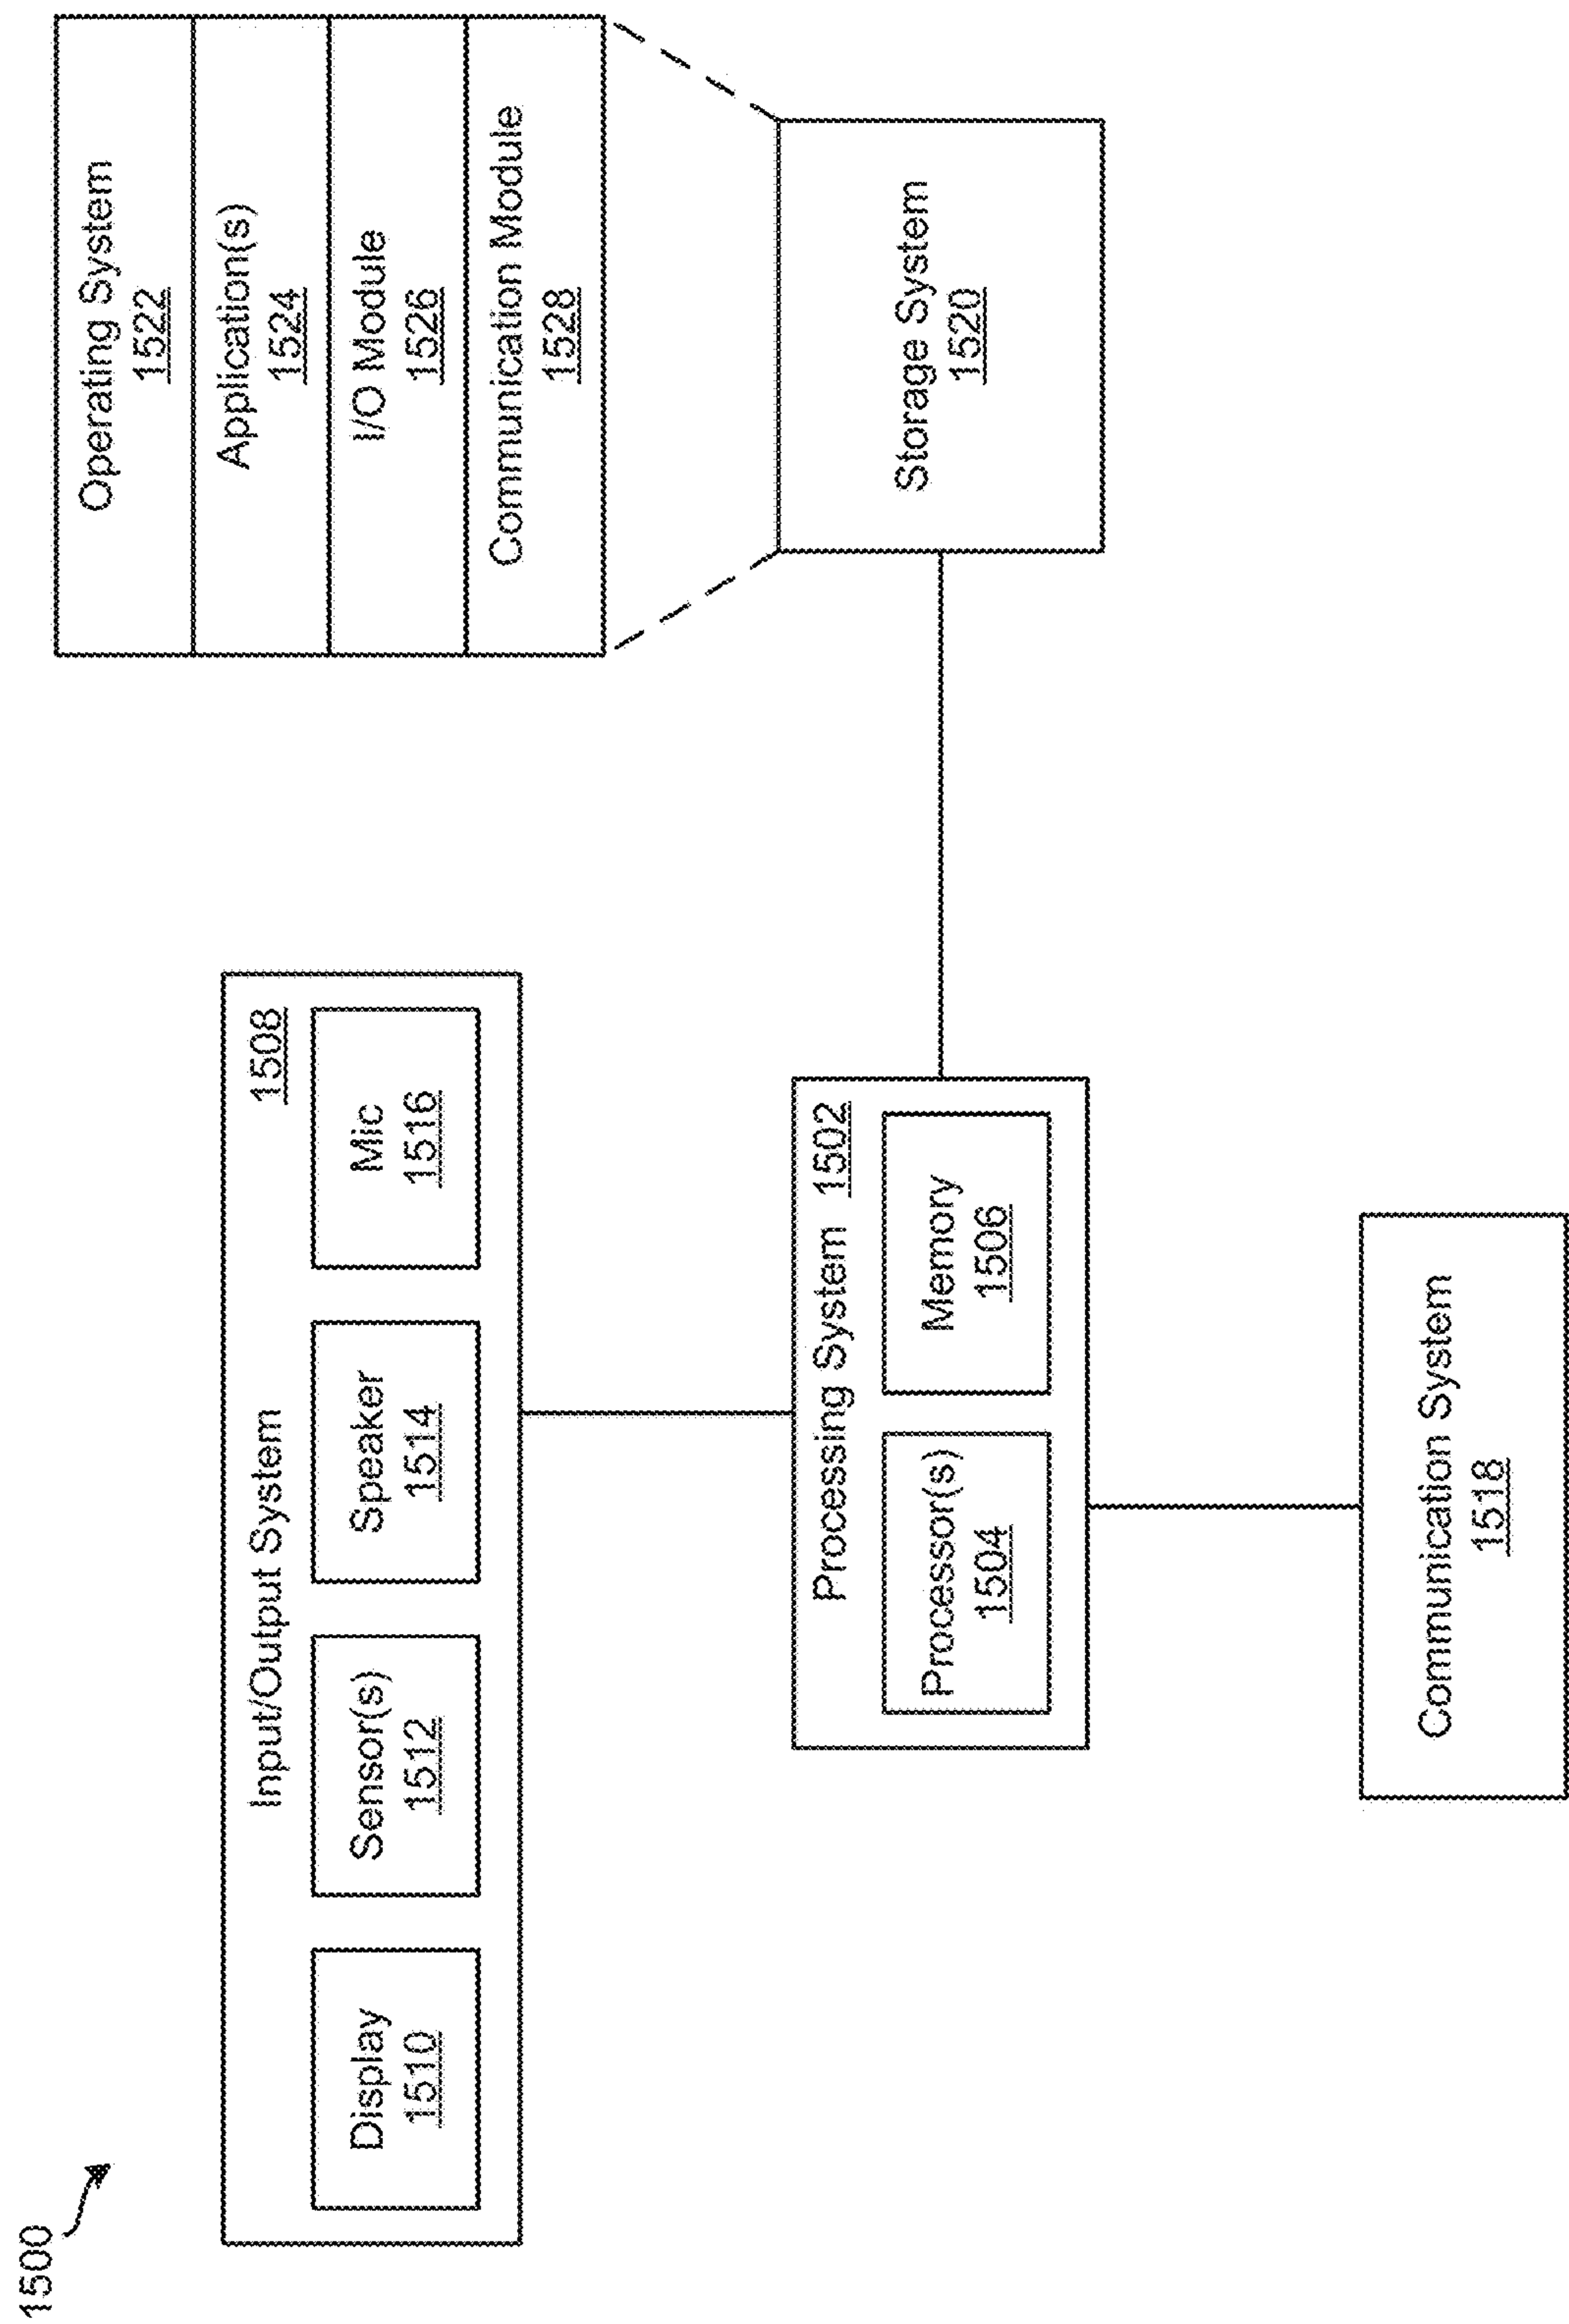 1500
Input/Output System
1508
Display
1510
Sensor(s)
1512
Speaker
1514
Mic
1516
Operating System
1522
Application(s)
1524
I/O Module
1526
Communication Module
1528
Processing System 1502
Processor(s)
1504
Memory
1506
Storage System
1520
Communication System
1518